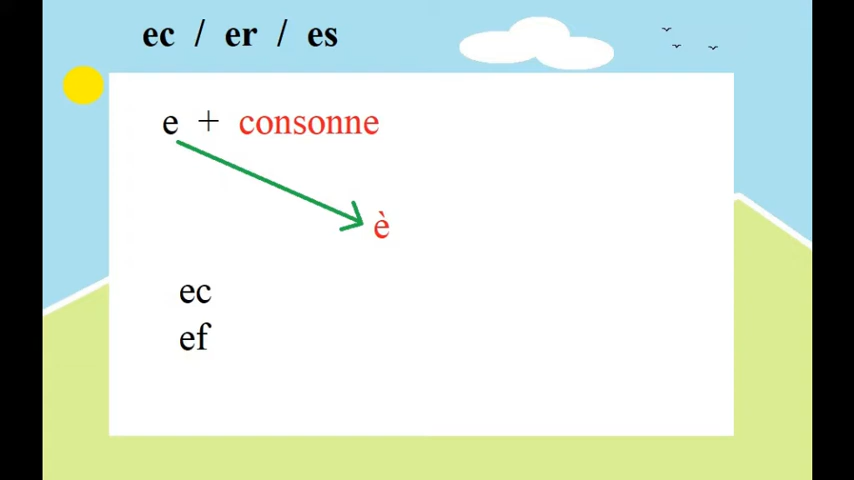 ec / er / es
e + consonne
è
ec
ef